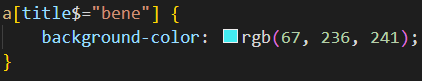 a[title$="bene"] {
    background-color: rgb(67, 236, 241);
}